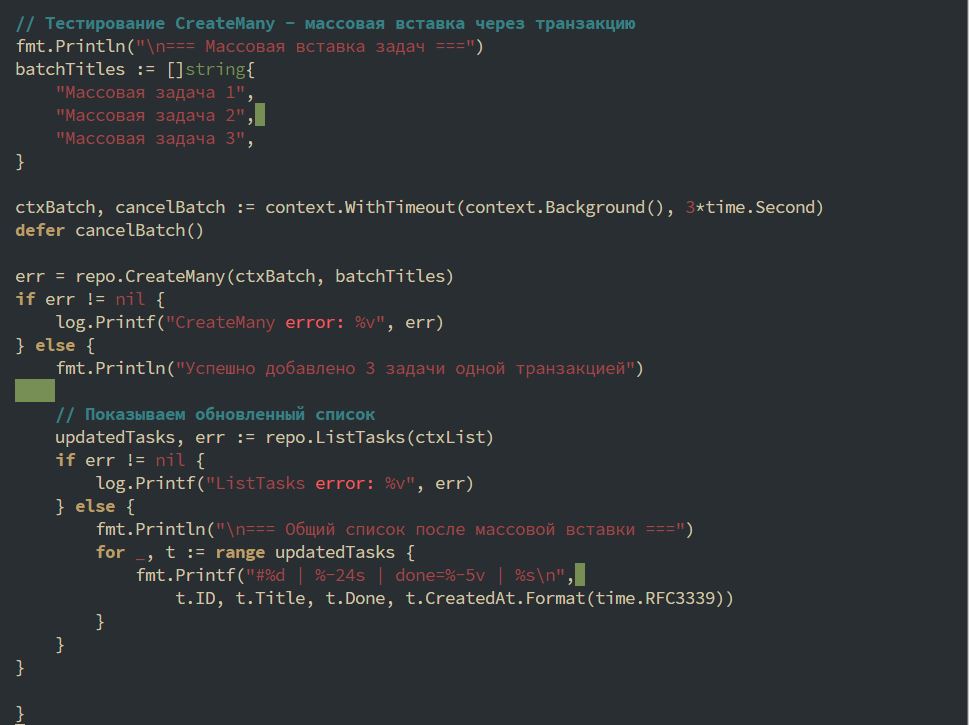 // Тестирование CreateMany - массовая вставка через транзакцию
fmt.Println("\n=== Массовая вставка задач ===")
batchTitles := []string{
    "Массовая задача 1",
    "Массовая задача 2",
    "Массовая задача 3",
}

ctxBatch, cancelBatch := context.WithTimeout(context.Background(), 3*time.Second)
defer cancelBatch()

err = repo.CreateMany(ctxBatch, batchTitles)
if err != nil {
    log.Printf("CreateMany error: %v", err)
} else {
    fmt.Println("Успешно добавлено 3 задачи одной транзакцией")

    // Показываем обновленный список
    updatedTasks, err := repo.ListTasks(ctxList)
    if err != nil {
        log.Printf("ListTasks error: %v", err)
    } else {
        fmt.Println("\n=== Общий список после массовой вставки ===")
        for _, t := range updatedTasks {
            fmt.Printf("#%d | %-24s | done=%-5v | %s\n",
                t.ID, t.Title, t.Done, t.CreatedAt.Format(time.RFC3339))
        }
    }
}

}